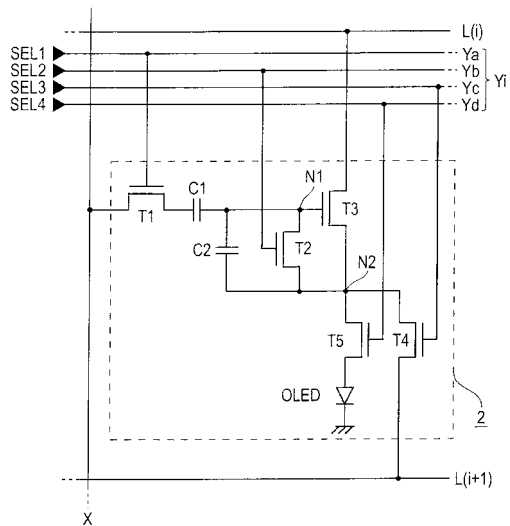 L(i)
SEL1 Ya
SEL2 Yb
SEL3 Yc
SEL4 Yd
Yi
C1 N1
T1 T3
C2 T2
N2
T5 T4
OLED
2
L(i+1)
X